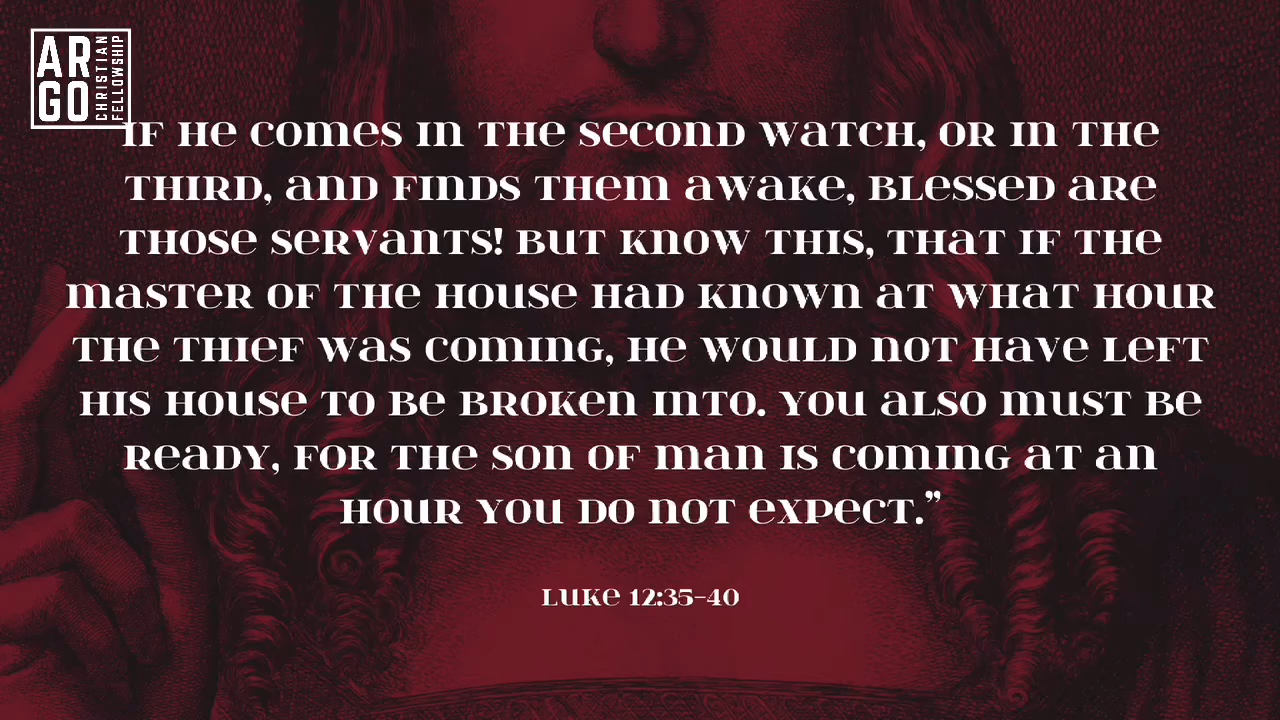 AR
GO
CHRISTIAN
FELLOWSHIP
IF HE COMES IN THE SECOND WATCH, OR IN THE
THIRD, AND FINDS THEM AWAKE, BLESSED ARE
THOSE SERVANTS! BUT KNOW THIS, THAT IF THE
MASTER OF THE HOUSE HAD KNOWN AT WHAT HOUR
THE THIEF WAS COMING, HE WOULD NOT HAVE LEFT
HIS HOUSE TO BE BROKEN INTO. YOU ALSO MUST BE
READY, FOR THE SON OF MAN IS COMING AT AN
HOUR YOU DO NOT EXPECT.”
LUKE 12:35-40